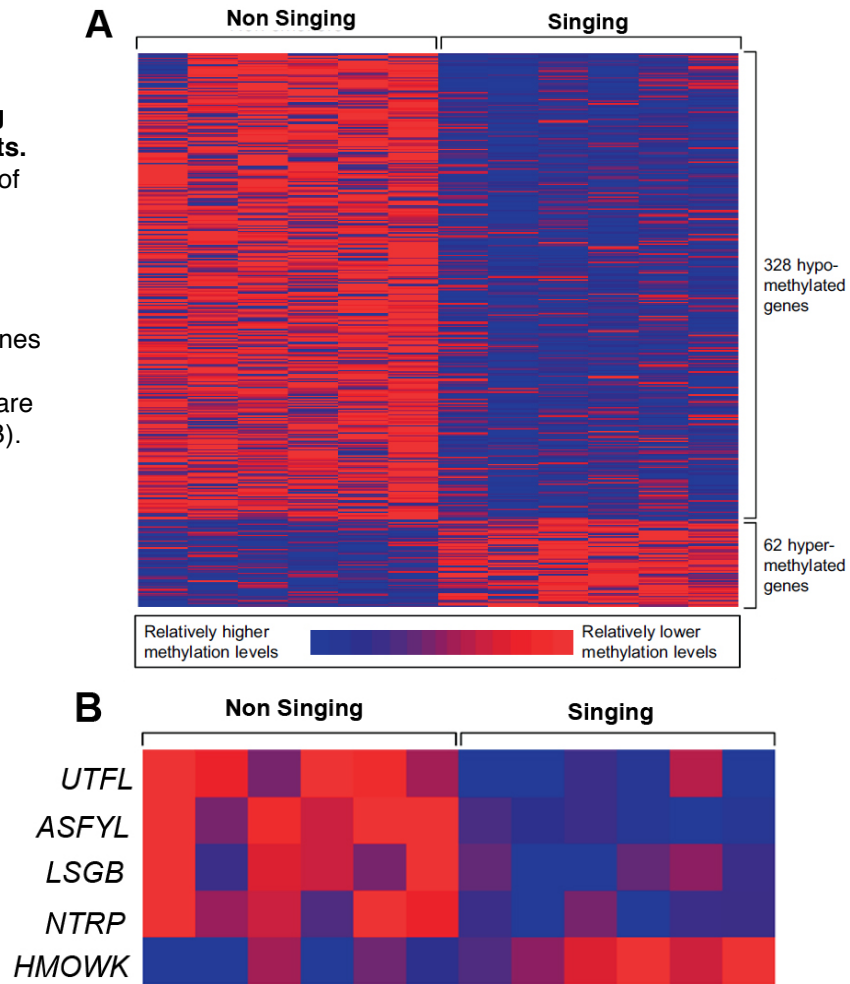 A
Non Singing
Singing
ts.
of
nes
are
3).
328 hypo-
methylated
genes
62 hyper-
methylated
genes
Relatively higher
methylation levels
Relatively lower
methylation levels
B
Non Singing
Singing
UTFL
ASFYL
LSGB
NTRP
HMOWK